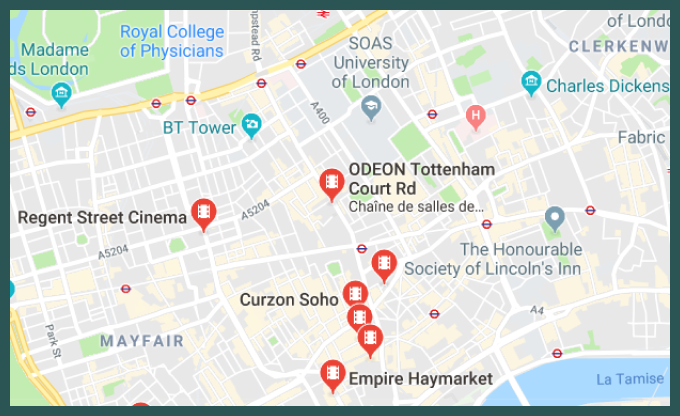 of Londo
Royal College
of Physicians
SOAS
University
of London
CLERKENW
Madame
ds London
pstead Rd
A400
Charles Dickens
H
BT Tower
Fabric
ODEON Tottenham
Court Rd
Chaîne de salles de...
Regent Street Cinema
A5204
A5204
The Honourable
Society of Lincoln's Inn
Curzon Soho
A4
Park St
MAYFAIR
Empire Haymarket
La Tamise